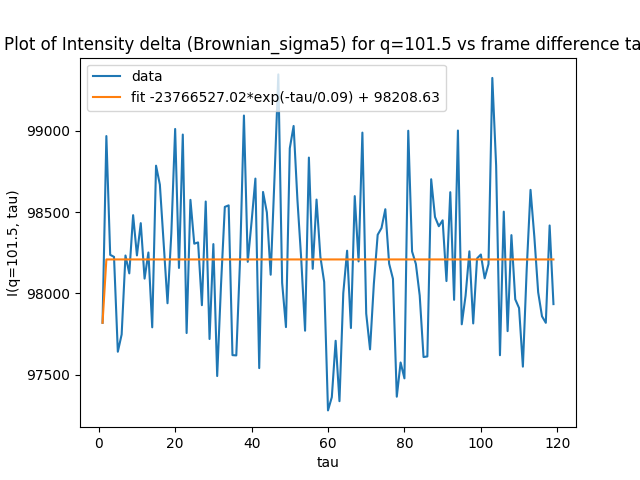 Plot of Intensity delta (Brownian_sigma5) for q=101.5 vs frame difference ta
data
fit -23766527.02*exp(-tau/0.09) + 98208.63
99000
98500
98000
97500
I(q=101.5, tau)
0 20 40 60 80 100 120
tau